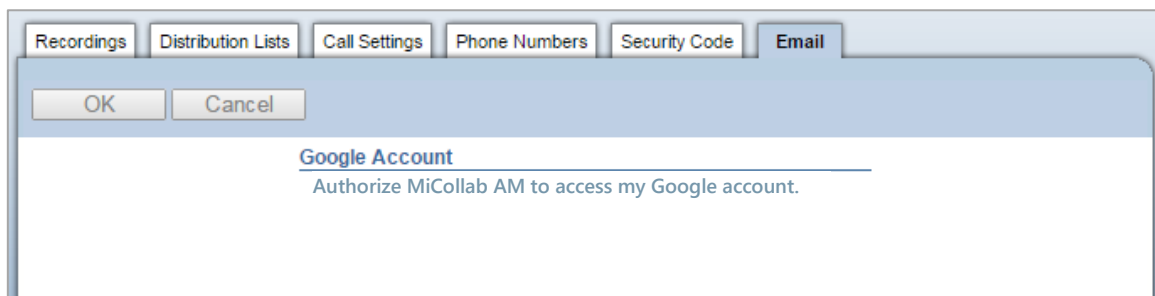 Recordings Distribution Lists Call Settings Phone Numbers Security Code Email
OK Cancel
Google Account
Authorize MiCollab AM to access my Google account.